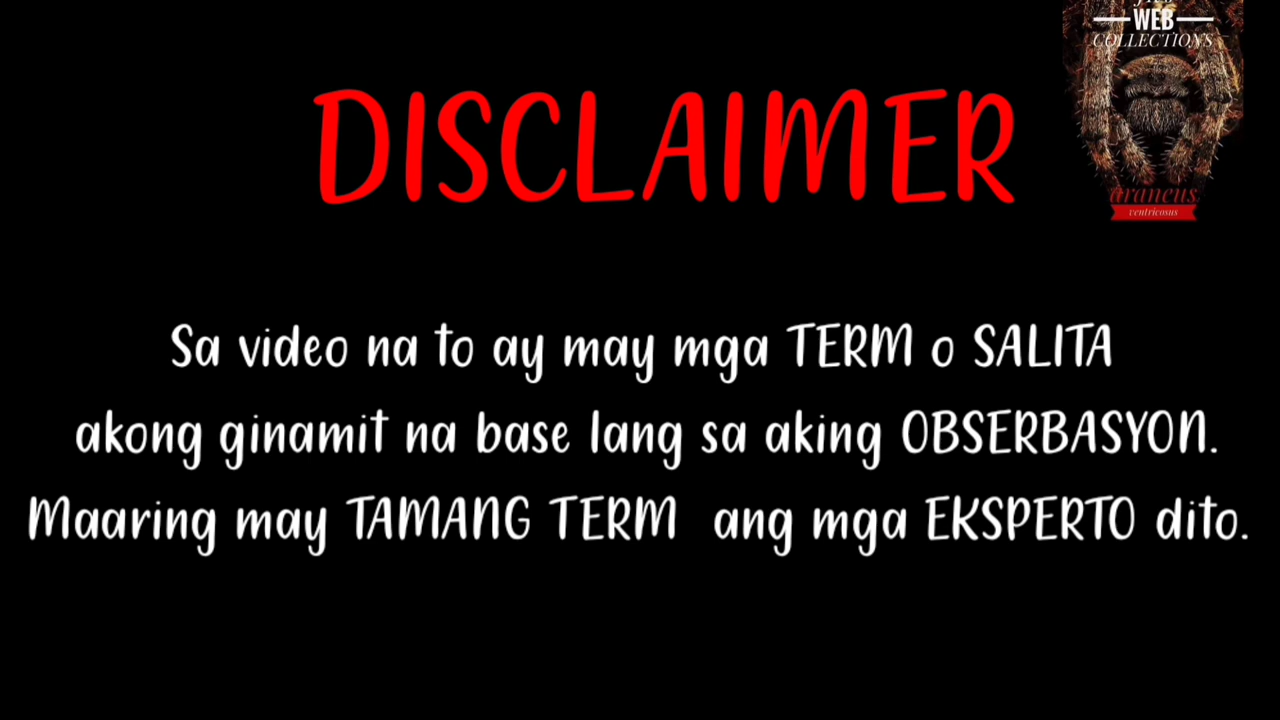 WEB
COLLECTIONS
DISCLAIMER
araneus
ventricosus
Sa video na to ay may mga TERM o SALITA
akong ginamit na base lang sa aking OBSERBASYON.
Maaring may TAMANG TERM ang mga EKSPERTO dito.